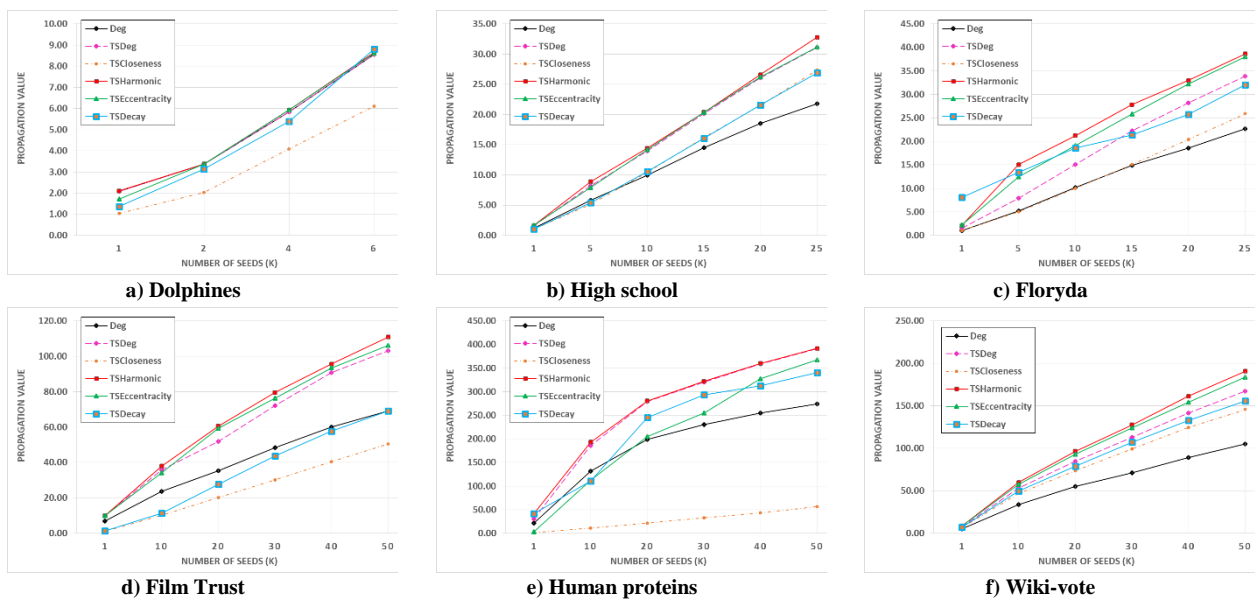 PROPAGATION VALUE
10.00
9.00
8.00
7.00
6.00
5.00
4.00
3.00
2.00
1.00
0.00
Deg
TSDeg
TSCloseness
TSHarmonic
TSEccentracity
TSDecay
1 2 4 6
NUMBER OF SEEDS (K)
a) Dolphines
PROPAGATION VALUE
35.00
30.00
25.00
20.00
15.00
10.00
5.00
0.00
Deg
TSDeg
TSCloseness
TSHarmonic
TSEccentracity
TSDecay
1 5 10 15 20 25
NUMBER OF SEEDS (K)
b) High school
PROPAGATION VALUE
45.00
40.00
35.00
30.00
25.00
20.00
15.00
10.00
5.00
0.00
Deg
TSDeg
TSCloseness
TSHarmonic
TSEccentracity
TSDecay
1 5 10 15 20 25
NUMBER OF SEEDS (K)
c) Floryda
PROPAGATION VALUE
120.00
100.00
80.00
60.00
40.00
20.00
0.00
Deg
TSDeg
TSCloseness
TSHarmonic
TSEccentracity
TSDecay
1 10 20 30 40 50
NUMBER OF SEEDS (K)
d) Film Trust
PROPAGATION VALUE
450.00
400.00
350.00
300.00
250.00
200.00
150.00
100.00
50.00
0.00
Deg
TSDeg
TSCloseness
TSHarmonic
TSEccentracity
TSDecay
1 10 20 30 40 50
NUMBER OF SEEDS (K)
e) Human proteins
PROPAGATION VALUE
250.00
200.00
150.00
100.00
50.00
0.00
Deg
TSDeg
TSCloseness
TSHarmonic
TSEccentracity
TSDecay
1 10 20 30 40 50
NUMBER OF SEEDS (K)
f) Wiki-vote